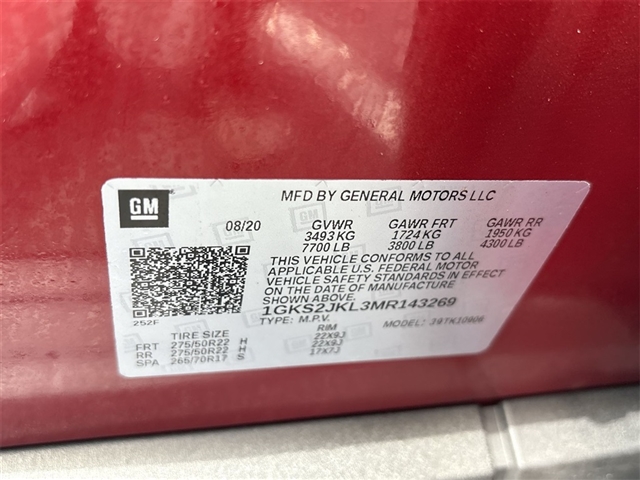 GM
MFD BY GENERAL MOTORS LLC
08/20 GVWR GAWR FRT GAWR RR
3493 KG 1724 KG 1950 KG
7700 LB 3800 LB 4300 LB
THIS VEHICLE CONFORMS TO ALL
APPLICABLE U.S. FEDERAL MOTOR
VEHICLE SAFETY STANDARDS IN EFFECT
ON THE DATE OF MANUFACTURE
SHOWN ABOVE.
1GKS2JKL3MR143269
252F TYPE: M.P.V. MODEL: 39TK10906
TIRE SIZE RIM
FRT 275/50R22 H 22X9J
RR 275/50R22 H 22X9J
SPA 265/70R17 S 17X7J